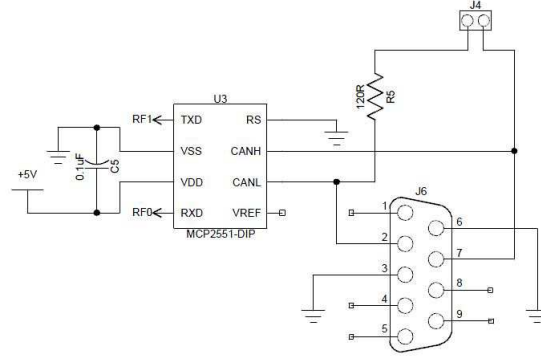 J4
120R
R5
U3
RF1 TXD RS
VSS CANH
VDD CANL
RF0 RXD VREF
MCP2551-DIP
+5V
0.1uF
C5
J6
1
6
2
7
3
8
4
9
5